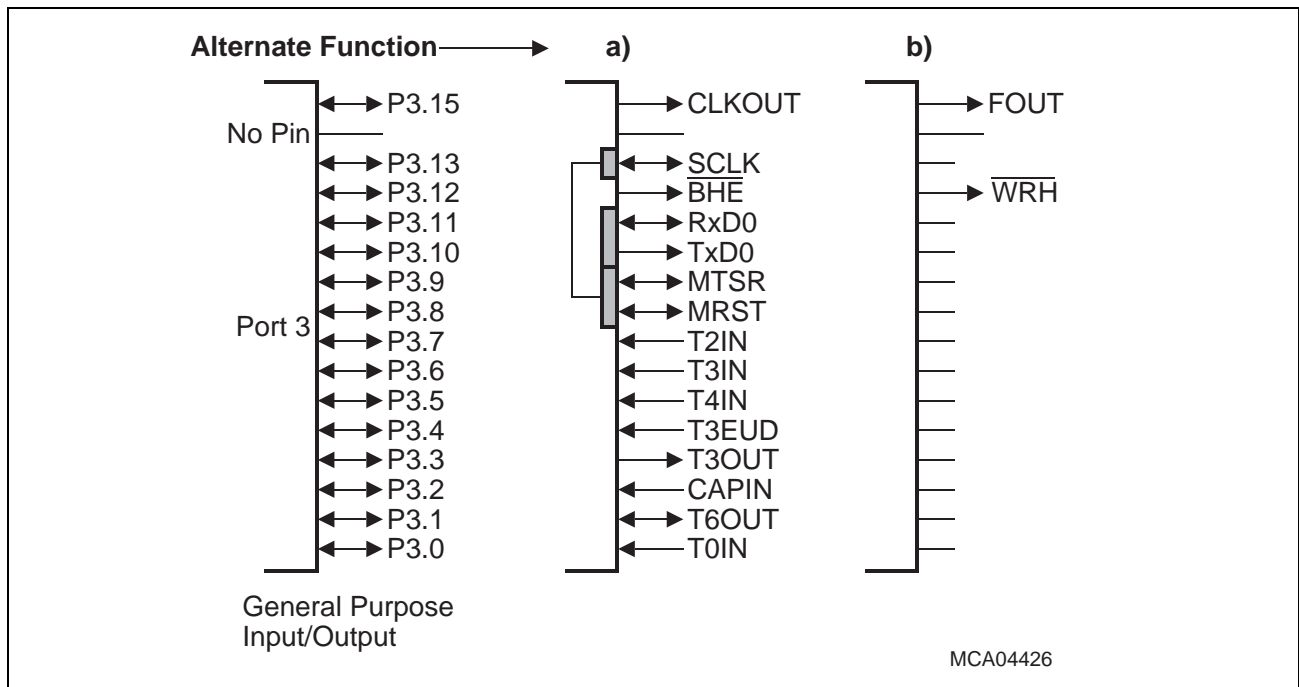 Alternate Function a) b)
P3.15 CLKOUT FOUT
No Pin
P3.13 SCLK
P3.12 BHE WRH
P3.11 RxD0
P3.10 TxD0
P3.9 MTSR
P3.8 MRST
Port 3
P3.7 T2IN
P3.6 T3IN
P3.5 T4IN
P3.4 T3EUD
P3.3 T3OUT
P3.2 CAPIN
P3.1 T6OUT
P3.0 T0IN
General Purpose
Input/Output
MCA04426